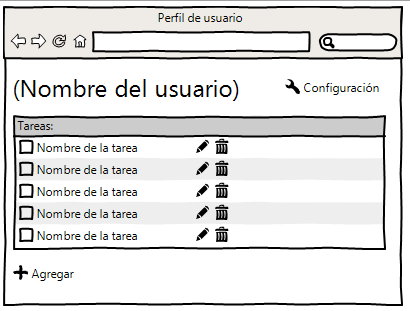 Perfil de usuario
(Nombre del usuario)
Configuración
Tareas:
Nombre de la tarea
Nombre de la tarea
Nombre de la tarea
Nombre de la tarea
Nombre de la tarea
Agregar